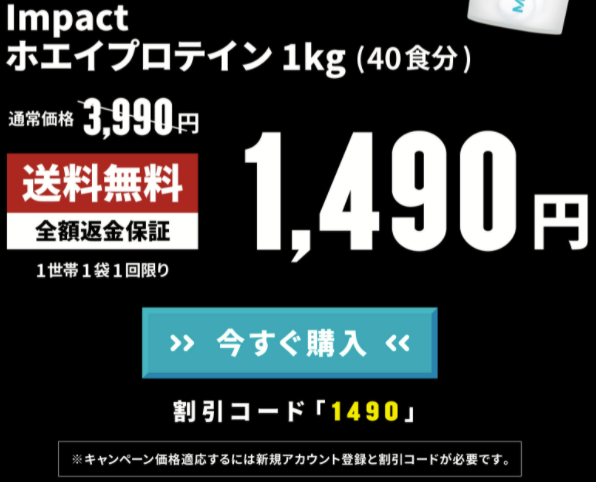 Impact
ホエイプロテイン 1kg (40食分)
通常価格 3,990円
1,490円
送料無料
全額返金保証
1世帯1袋1回限り
>> 今すぐ購入 <<
割引コード「1490」
※キャンペーン価格適応するには新規アカウント登録と割引コードが必要です。